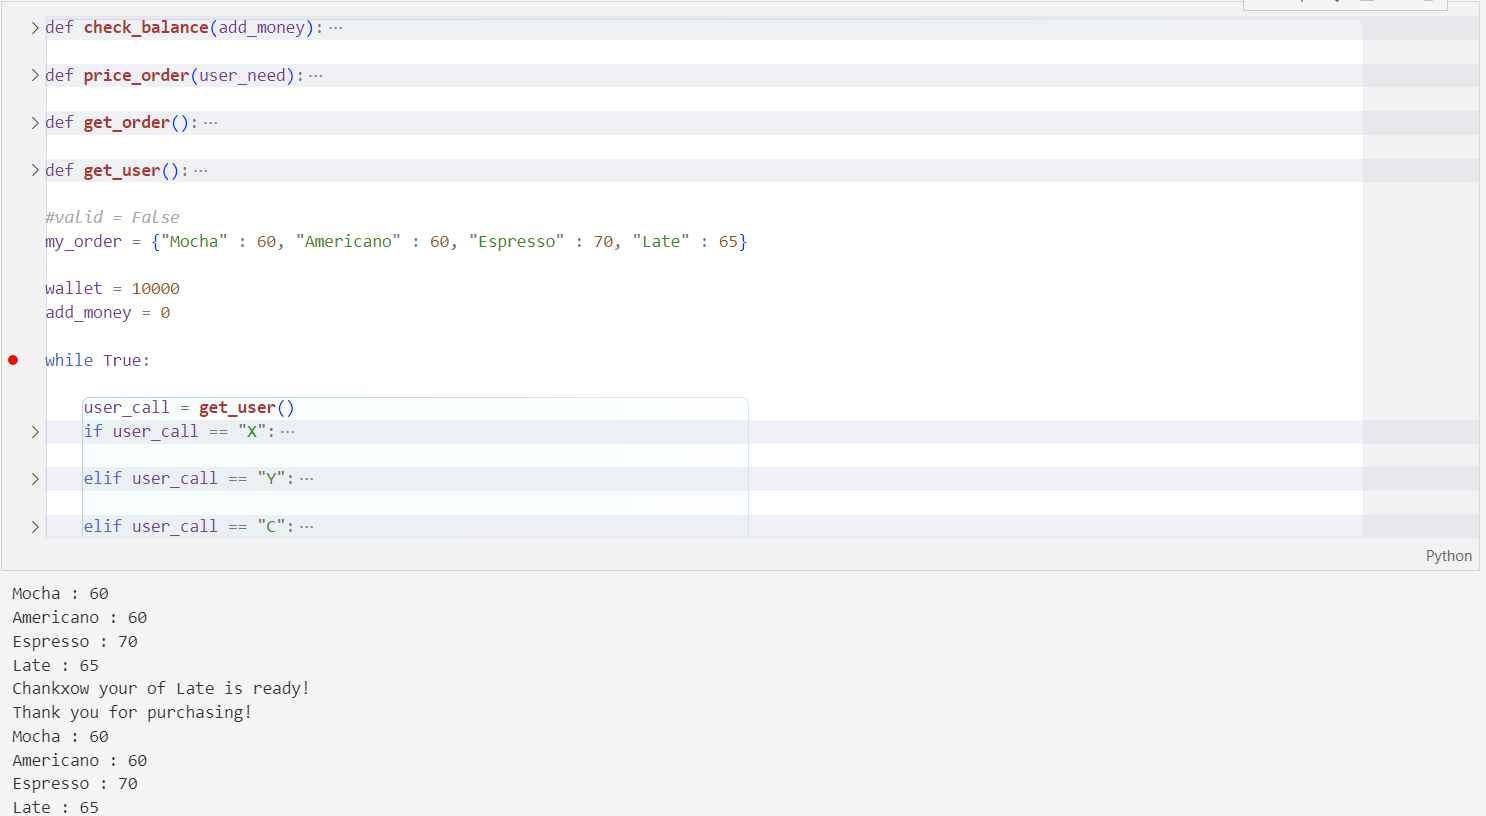 def check_balance(add_money): ···
def price_order(user_need): ···
def get_order(): ···
def get_user(): ···
#valid = False
my_order = {"Mocha" : 60, "Americano" : 60, "Espresso" : 70, "Late" : 65}
wallet = 10000
add_money = 0
while True:
user_call = get_user()
if user_call == "X": ···
elif user_call == "Y": ···
elif user_call == "C": ···
Python
Mocha : 60
Americano : 60
Espresso : 70
Late : 65
Chankxow your of Late is ready!
Thank you for purchasing!
Mocha : 60
Americano : 60
Espresso : 70
Late : 65